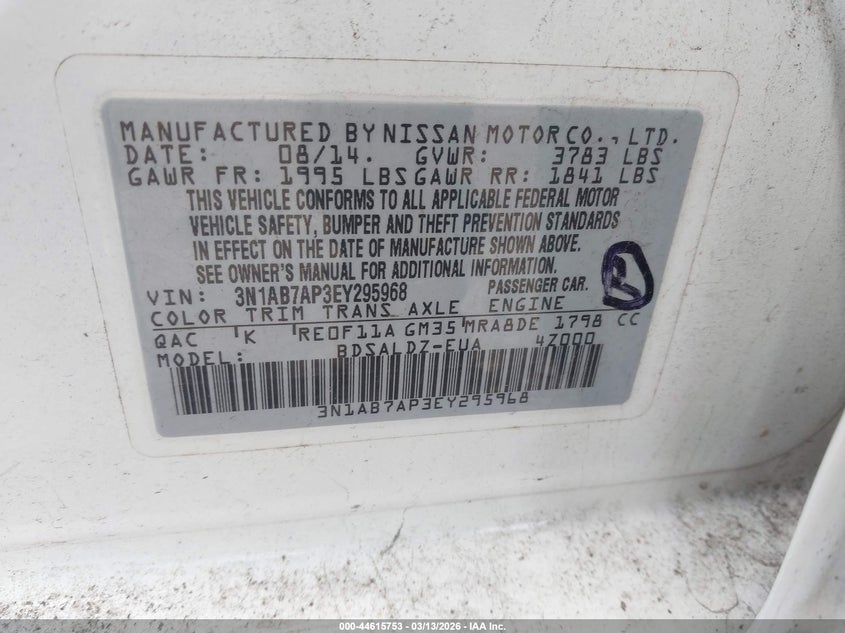 MANUFACTURED BY NISSAN MOTOR CO., LTD.
DATE: 08/14. GVWR: 3783 LBS
GAWR FR: 1995 LBS GAWR RR: 1841 LBS
THIS VEHICLE CONFORMS TO ALL APPLICABLE FEDERAL MOTOR
VEHICLE SAFETY, BUMPER AND THEFT PREVENTION STANDARDS
IN EFFECT ON THE DATE OF MANUFACTURE SHOWN ABOVE.
SEE OWNER'S MANUAL FOR ADDITIONAL INFORMATION.
VIN: 3N1AB7AP3EY295968 PASSENGER CAR.
COLOR TRIM TRANS AXLE ENGINE
QAC K RE0F11A GM35 MRA8DE 1798 CC
MODEL: BDSALDZ-EUA 4Z000
3N1AB7AP3EY295968
000-44615753 - 03/13/2026 - IAA Inc.